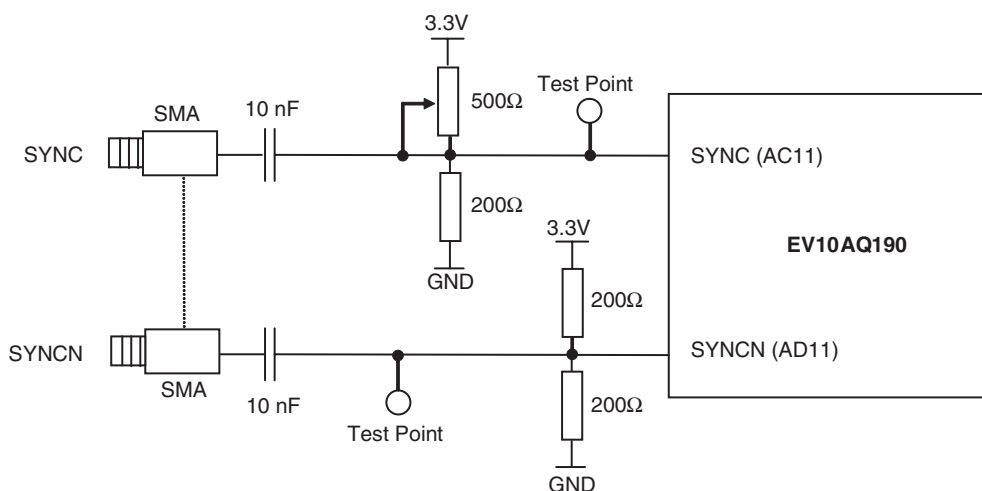 3.3V
Test Point
500Ω
10 nF
SMA
SYNC
SYNC (AC11)
200Ω
3.3V
EV10AQ190
GND
200Ω
SYNCN
SYNCN (AD11)
SMA
10 nF
200Ω
Test Point
GND